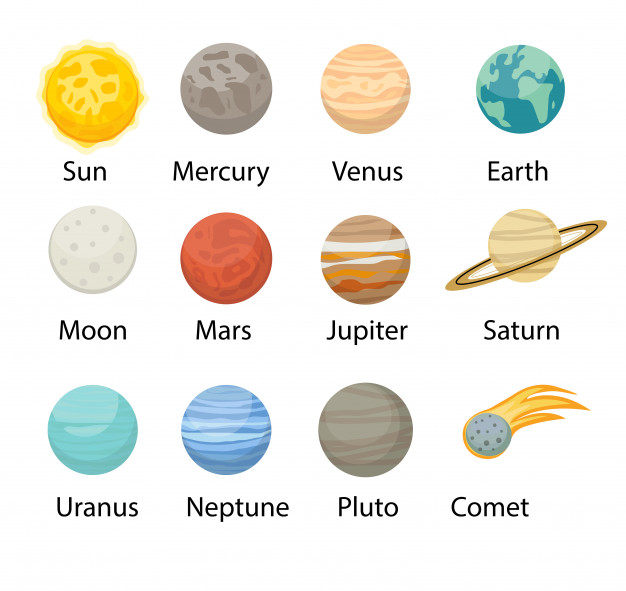 Sun Mercury Venus Earth
Moon Mars Jupiter Saturn
Uranus Neptune Pluto Comet